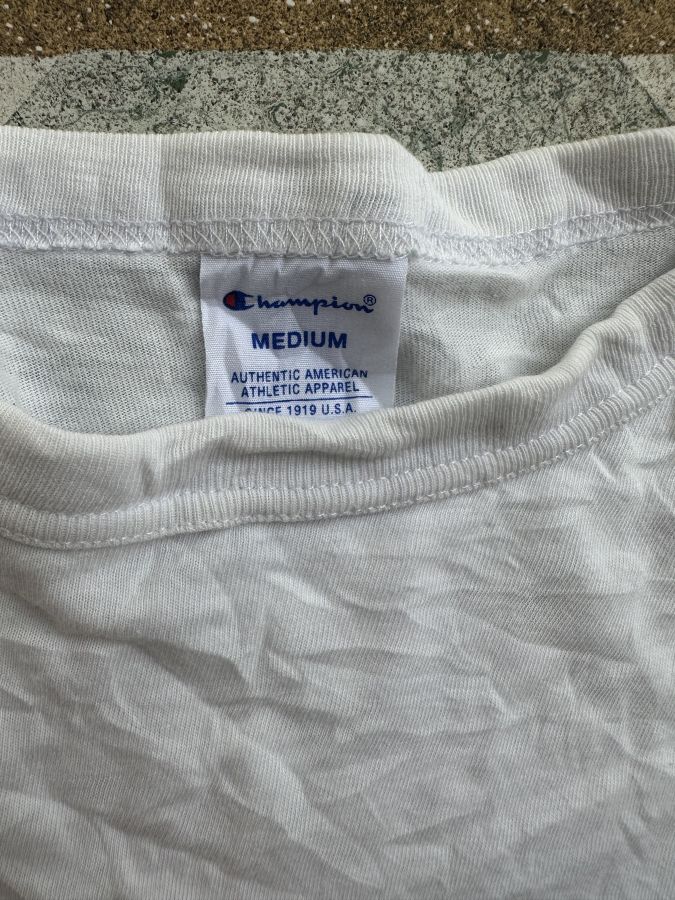 Champion®
MEDIUM
AUTHENTIC AMERICAN
ATHLETIC APPAREL
SINCE 1919 U.S.A.